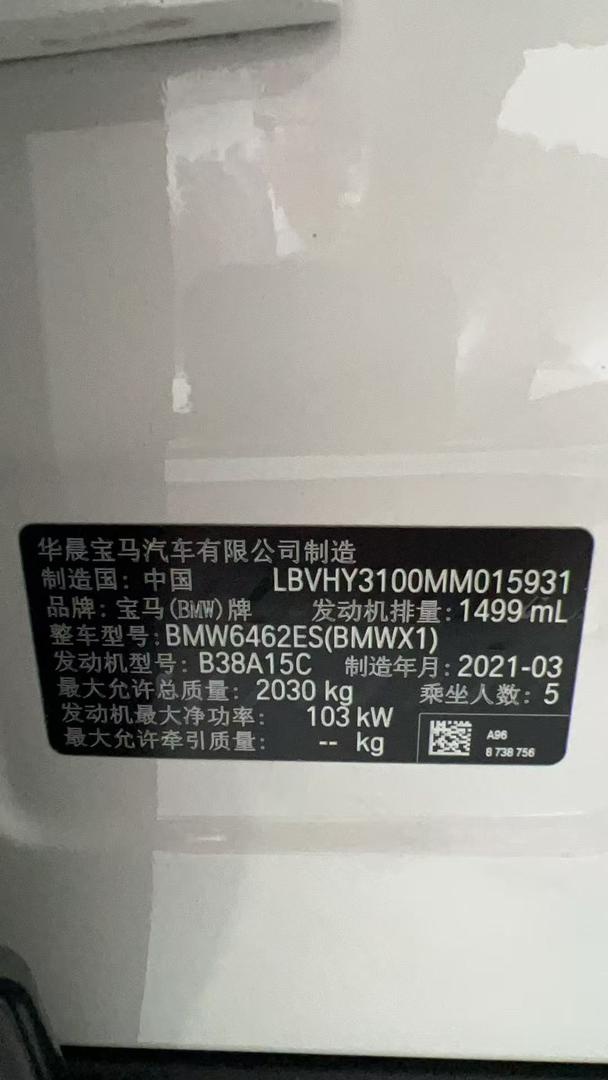 华晨宝马汽车有限公司制造
制造国：中国 LBVHY3100MM015931
品牌：宝马(BMW)牌 发动机排量：1499 mL
整车型号：BMW6462ES(BMWX1)
发动机型号：B38A15C 制造年月：2021-03
最大允许总质量：2030 kg 乘坐人数：5
发动机最大净功率：103 kW
最大允许牵引质量：-- kg
A96
8 738 756